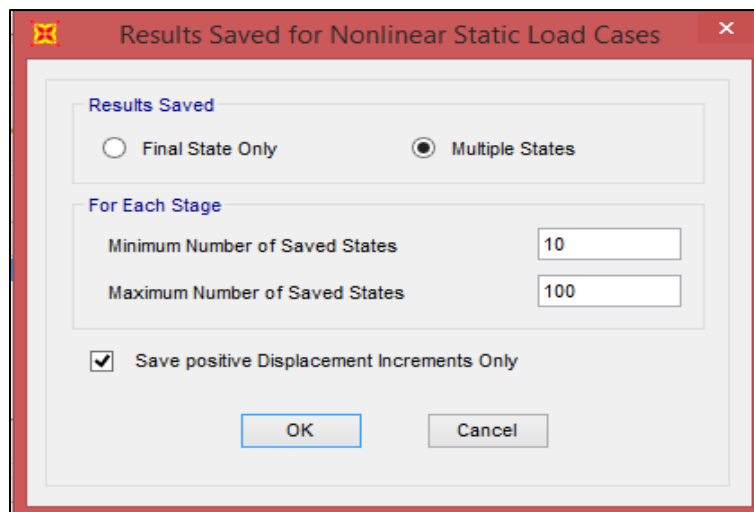 Results Saved for Nonlinear Static Load Cases
Results Saved
Final State Only
Multiple States
For Each Stage
Minimum Number of Saved States
10
Maximum Number of Saved States
100
Save positive Displacement Increments Only
OK
Cancel